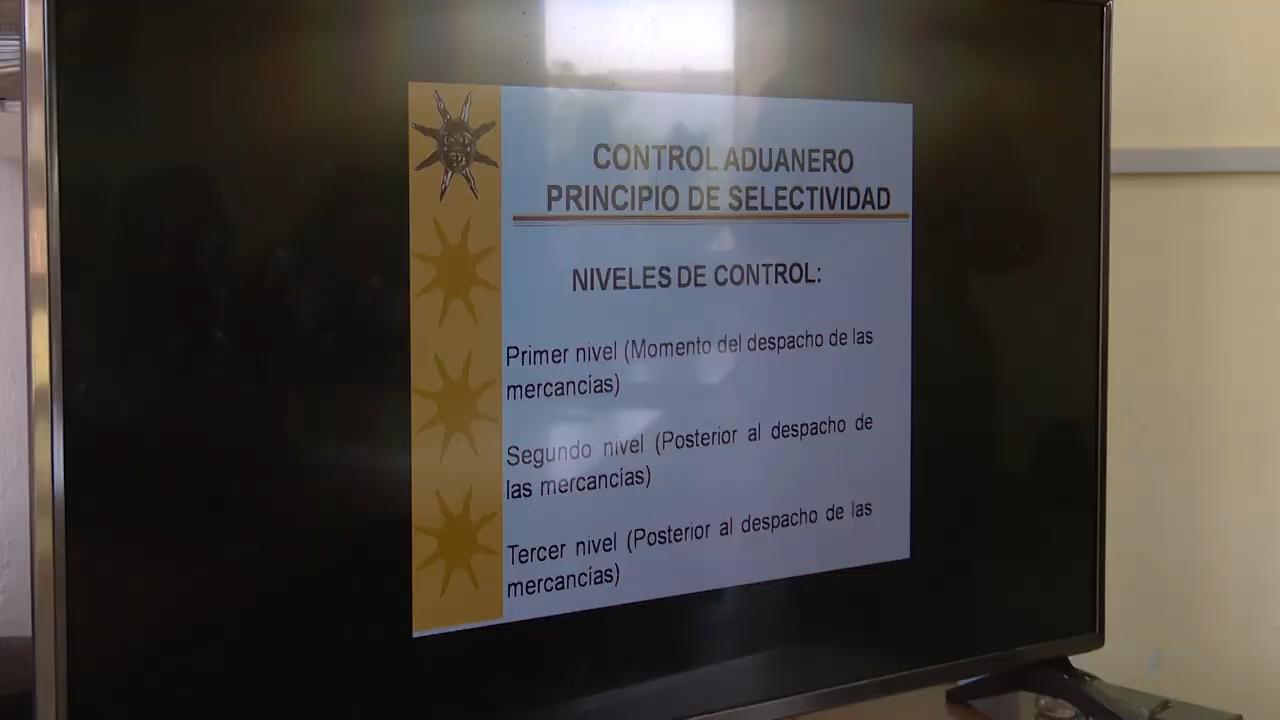 CONTROL ADUANERO
PRINCIPIO DE SELECTIVIDAD
NIVELES DE CONTROL:
Primer nivel (Momento del despacho de las
mercancías)
Segundo nivel (Posterior al despacho de
las mercancías)
Tercer nivel (Posterior al despacho de las
mercancías)